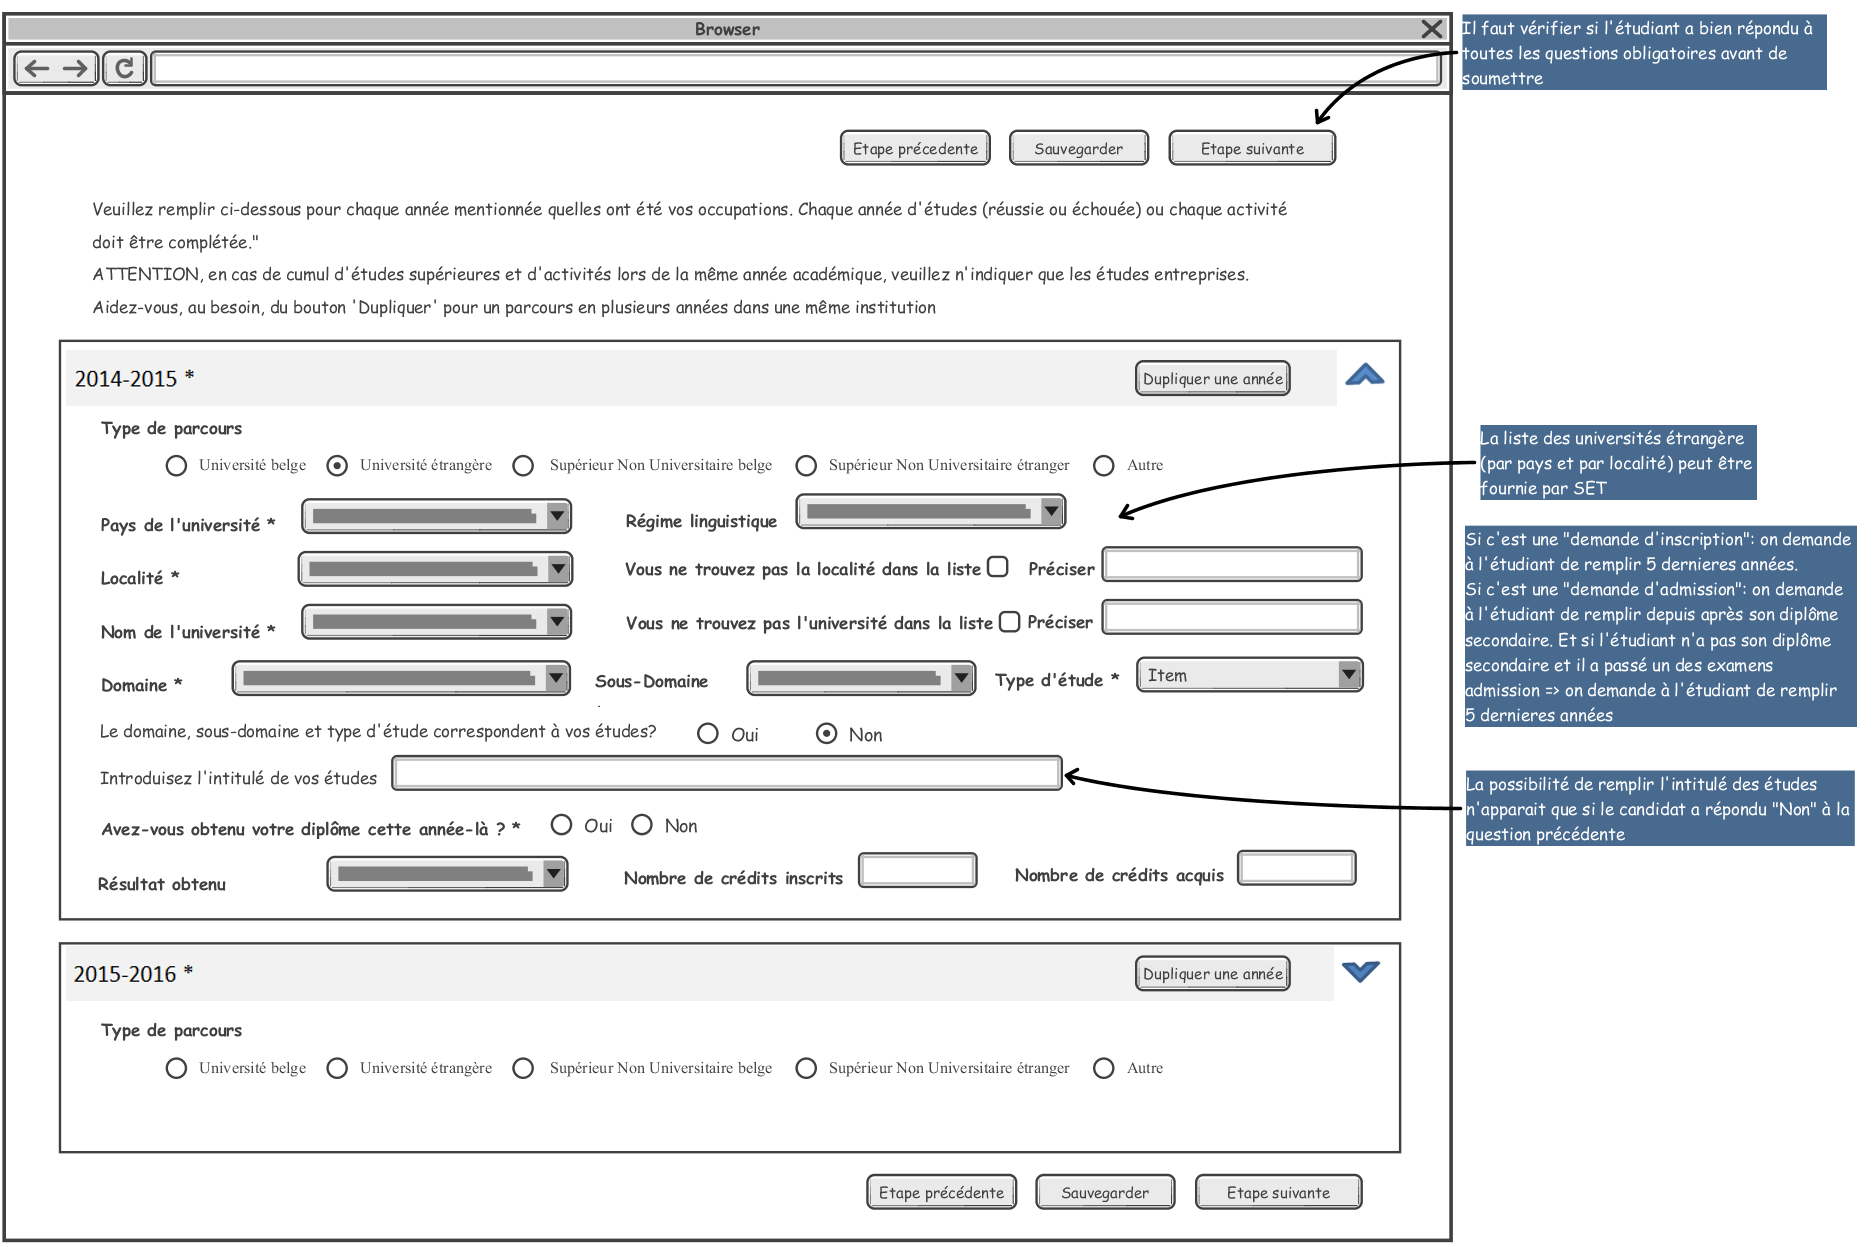 Browser
Il faut vérifier si l'étudiant a bien répondu à
toutes les questions obligatoires avant de
soumettre
Etape précedente
Sauvegarder
Etape suivante
Veuillez remplir ci-dessous pour chaque année mentionnée quelles ont été vos occupations. Chaque année d'études (réussie ou échouée) ou chaque activité
doit être complétée."
ATTENTION, en cas de cumul d'études supérieures et d'activités lors de la même année académique, veuillez n'indiquer que les études entreprises.
Aidez-vous, au besoin, du bouton 'Dupliquer' pour un parcours en plusieurs années dans une même institution
2014-2015 *
Dupliquer une année
Type de parcours
Université belge
Université étrangère
Supérieur Non Universitaire belge
Supérieur Non Universitaire étranger
Autre
La liste des universités étrangère
(par pays et par localité) peut être
fournie par SET
Pays de l'université *
Régime linguistique
Localité *
Vous ne trouvez pas la localité dans la liste
Préciser
Nom de l'université *
Vous ne trouvez pas l'université dans la liste
Préciser
Si c'est une "demande d'inscription": on demande
à l'étudiant de remplir 5 dernieres années.
Si c'est une "demande d'admission": on demande
à l'étudiant de remplir depuis après son diplôme
secondaire. Et si l'étudiant n'a pas son diplôme
secondaire et il a passé un des examens
admission => on demande à l'étudiant de remplir
5 dernieres années
Domaine *
Sous-Domaine
Type d'étude *
Item
Le domaine, sous-domaine et type d'étude correspondent à vos études?
Oui
Non
Introduisez l'intitulé de vos études
La possibilité de remplir l'intitulé des études
n'apparait que si le candidat a répondu "Non" à la
question précédente
Avez-vous obtenu votre diplôme cette année-là ? *
Oui
Non
Résultat obtenu
Nombre de crédits inscrits
Nombre de crédits acquis
2015-2016 *
Dupliquer une année
Type de parcours
Université belge
Université étrangère
Supérieur Non Universitaire belge
Supérieur Non Universitaire étranger
Autre
Etape précédente
Sauvegarder
Etape suivante